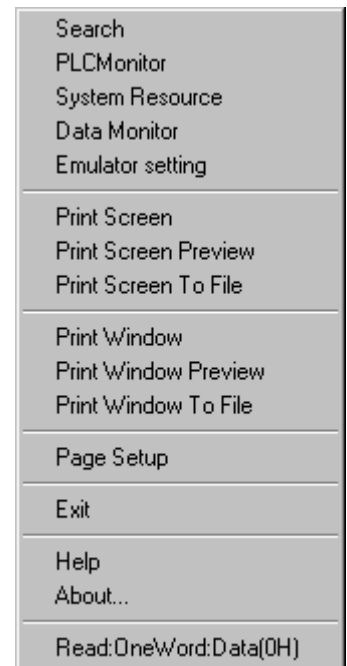 Search
PLCMonitor
System Resource
Data Monitor
Emulator setting
Print Screen
Print Screen Preview
Print Screen To File
Print Window
Print Window Preview
Print Window To File
Page Setup
Exit
Help
About...
Read:OneWord:Data(0H)